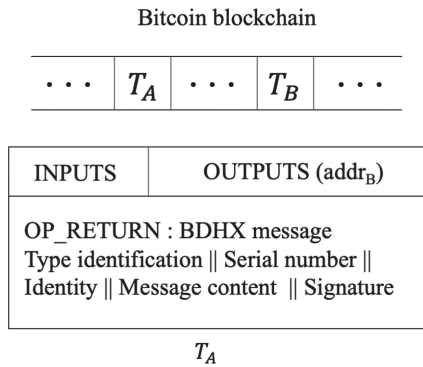 Bitcoin blockchain
· · · T_A · · · T_B · · ·
INPUTS OUTPUTS (addr_B)
OP_RETURN : BDHX message
Type identification || Serial number ||
Identity || Message content || Signature
T_A